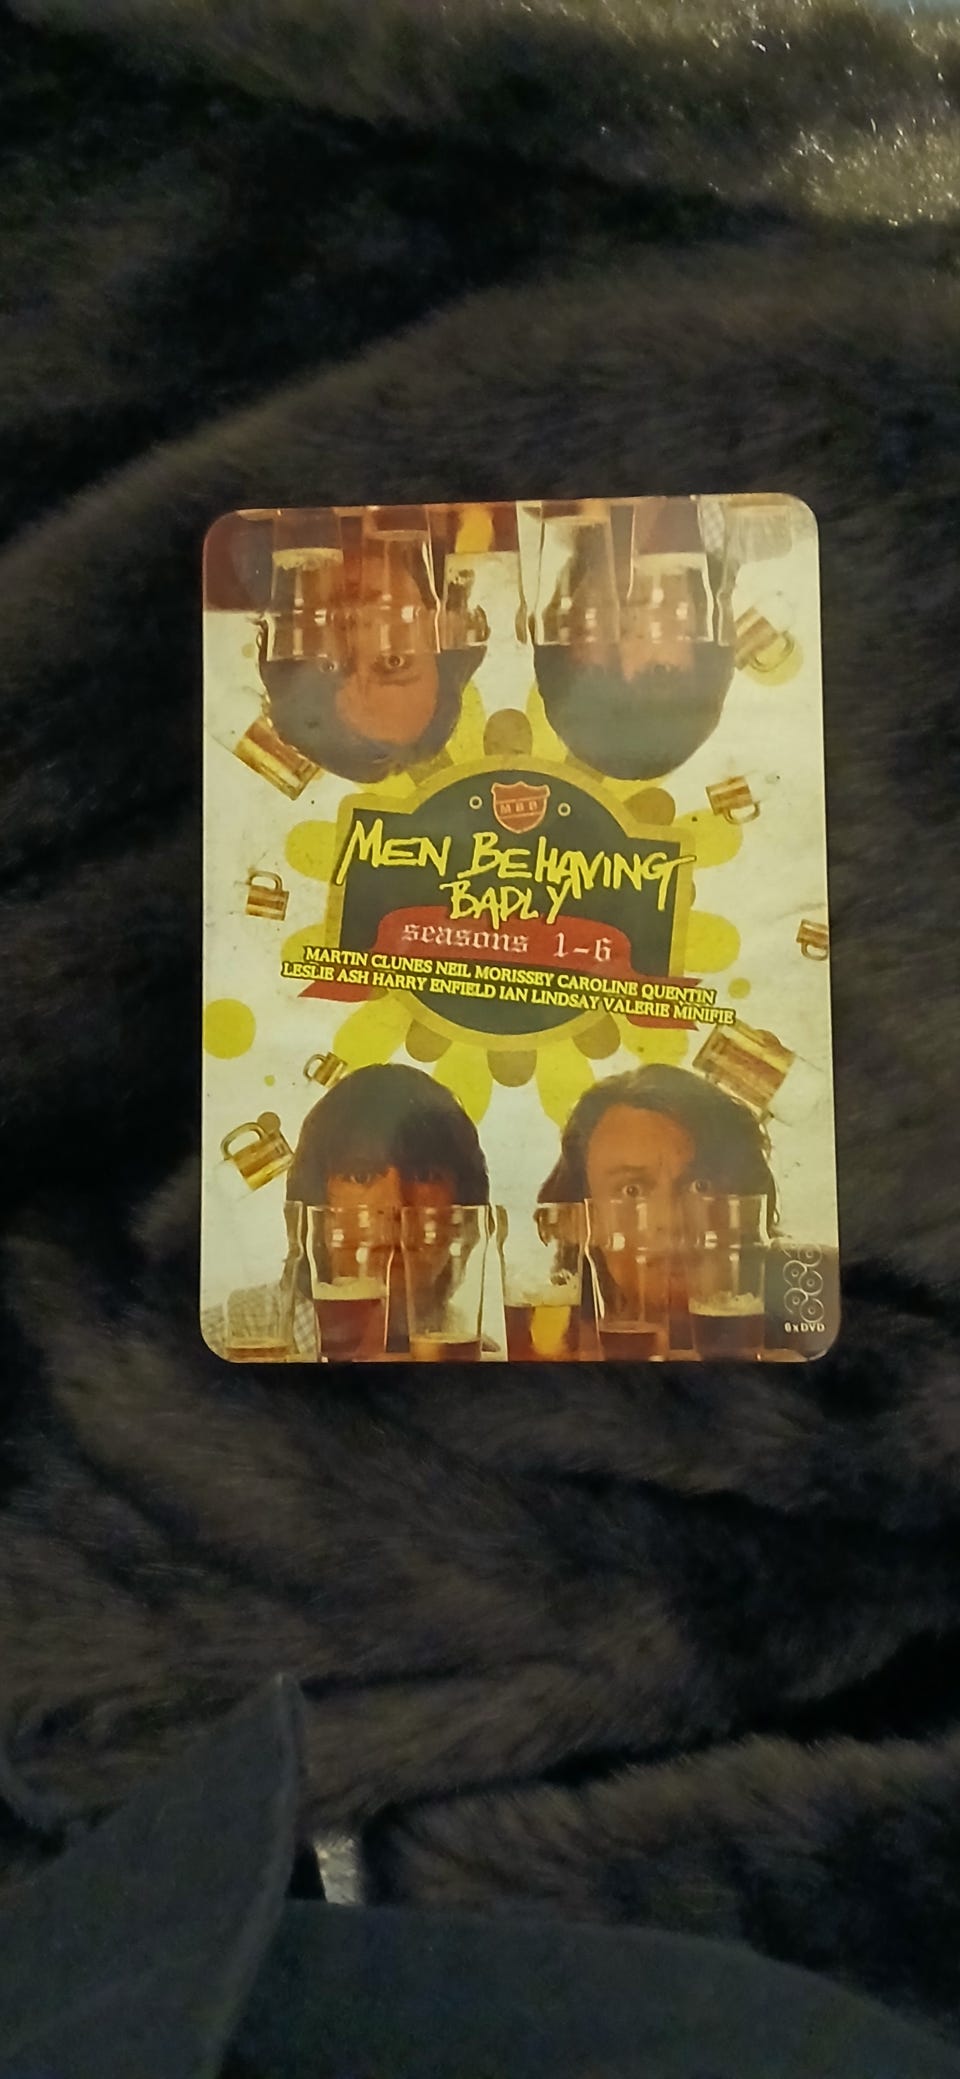 MBB
MEN BEHAVING
BADLY
seasons 1-6
MARTIN CLUNES NEIL MORISSEY CAROLINE QUENTIN
LESLIE ASH HARRY ENFIELD IAN LINDSAY VALERIE MINIFIE
6xDVD